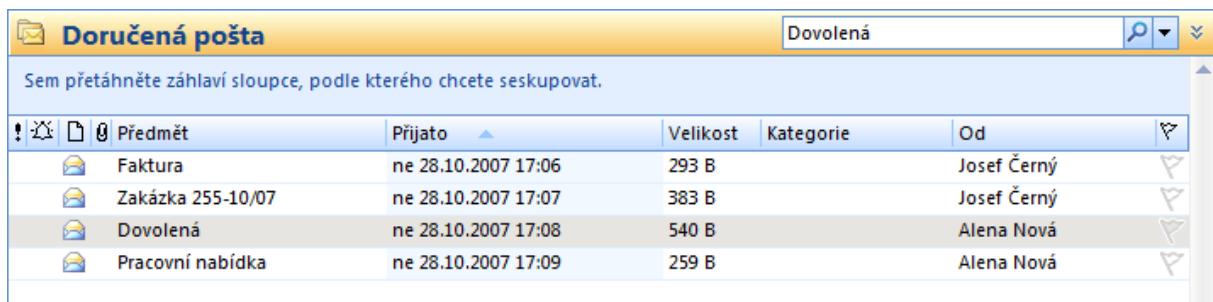 Doručená pošta Dovolená
Sem přetáhněte záhlaví sloupce, podle kterého chcete seskupovat.
! Předmět Přijato Velikost Kategorie Od
Faktura ne 28.10.2007 17:06 293 B Josef Černý
Zakázka 255-10/07 ne 28.10.2007 17:07 383 B Josef Černý
Dovolená ne 28.10.2007 17:08 540 B Alena Nová
Pracovní nabídka ne 28.10.2007 17:09 259 B Alena Nová